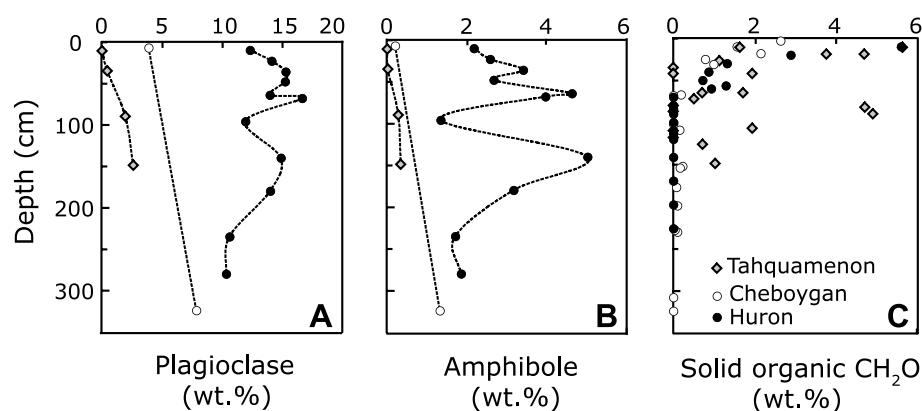 0 5 10 15 20
0 2 4 6
0 2 4 6
0
100
200
300
Depth (cm)
A
B
Tahquamenon
Cheboygan
Huron
C
Plagioclase
(wt.%)
Amphibole
(wt.%)
Solid organic CH₂O
(wt.%)